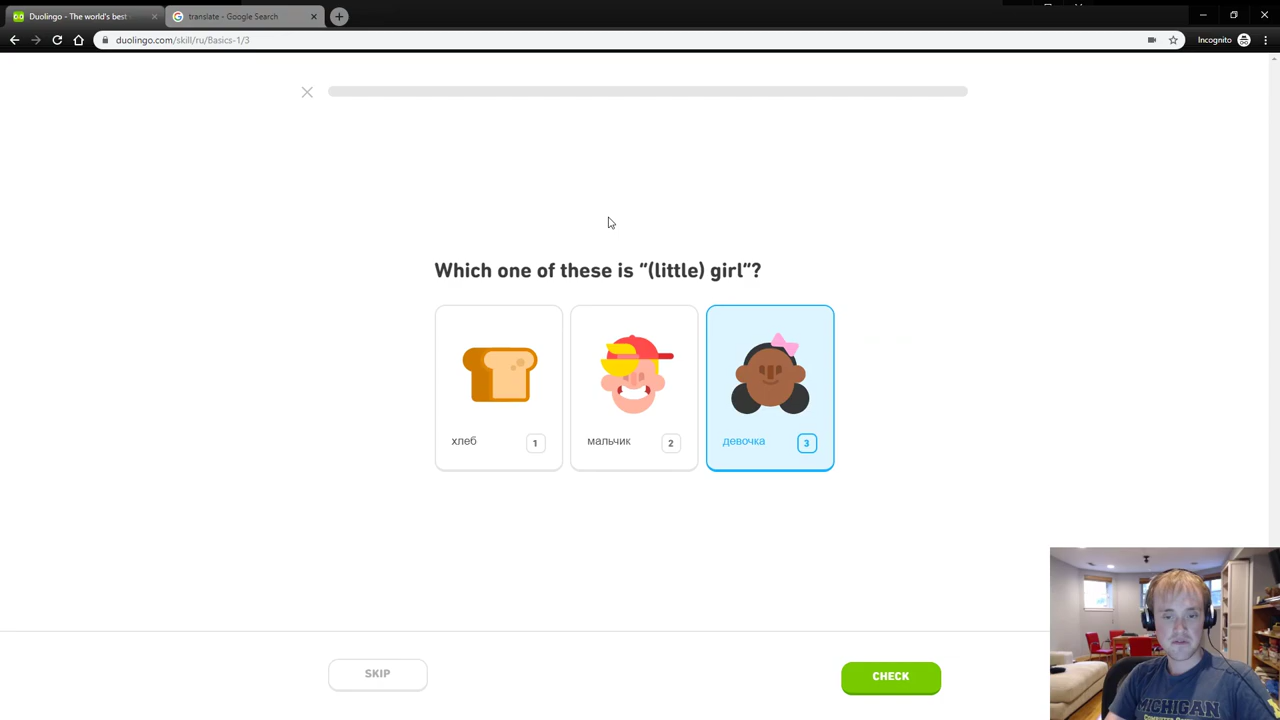 Duolingo - The world's best
translate - Google Search
duolingo.com/skill/ru/Basics-1/3
Incognito
Which one of these is "(little) girl"?
хлеб
1
мальчик
2
девочка
3
SKIP
CHECK
MICHIGAN